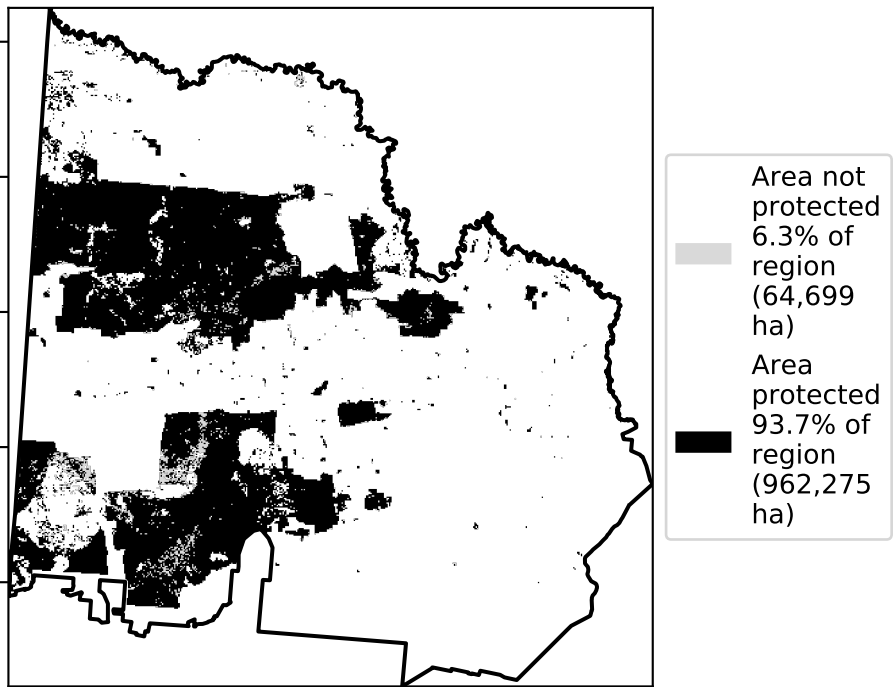 Area not
protected
6.3% of
region
(64,699
ha)
Area
protected
93.7% of
region
(962,275
ha)